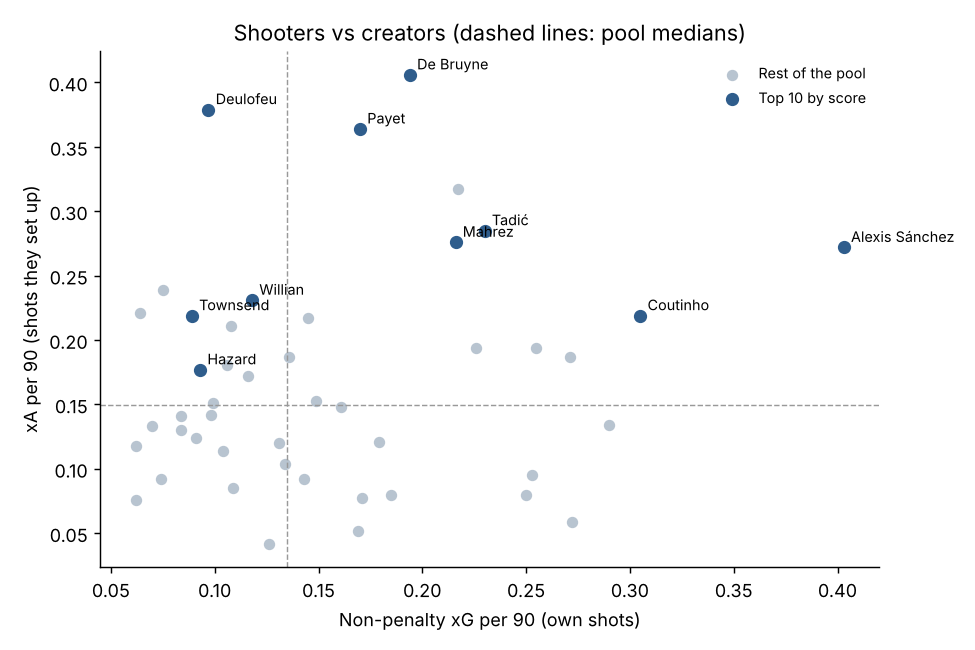 Shooters vs creators (dashed lines: pool medians)
Rest of the pool
Top 10 by score
De Bruyne
Deulofeu
Payet
Tadić
Mahrez
Alexis Sánchez
Willian
Townsend
Coutinho
Hazard
xA per 90 (shots they set up)
0.40
0.35
0.30
0.25
0.20
0.15
0.10
0.05
0.05
0.10
0.15
0.20
0.25
0.30
0.35
0.40
Non-penalty xG per 90 (own shots)